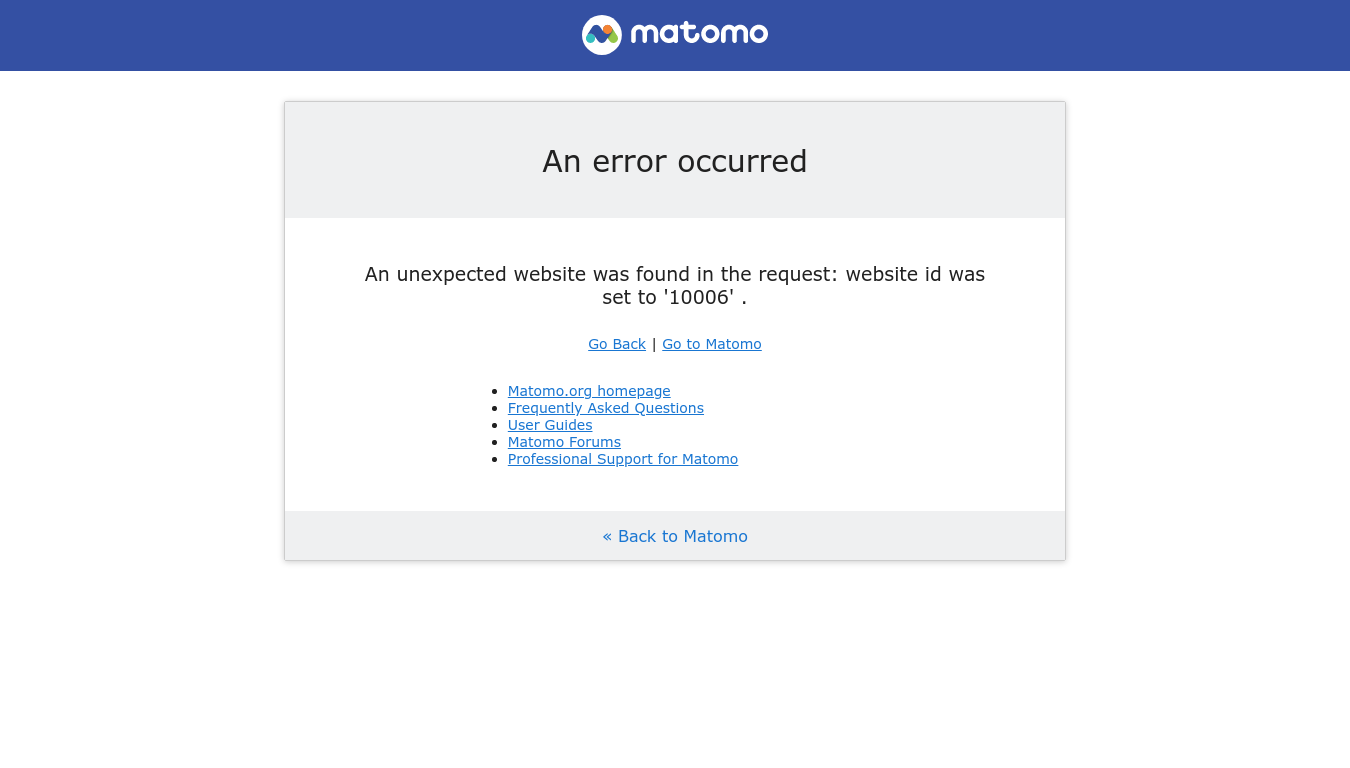 matomo
An error occurred
An unexpected website was found in the request: website id was
set to '10006' .
Go Back | Go to Matomo
Matomo.org homepage
Frequently Asked Questions
User Guides
Matomo Forums
Professional Support for Matomo
« Back to Matomo